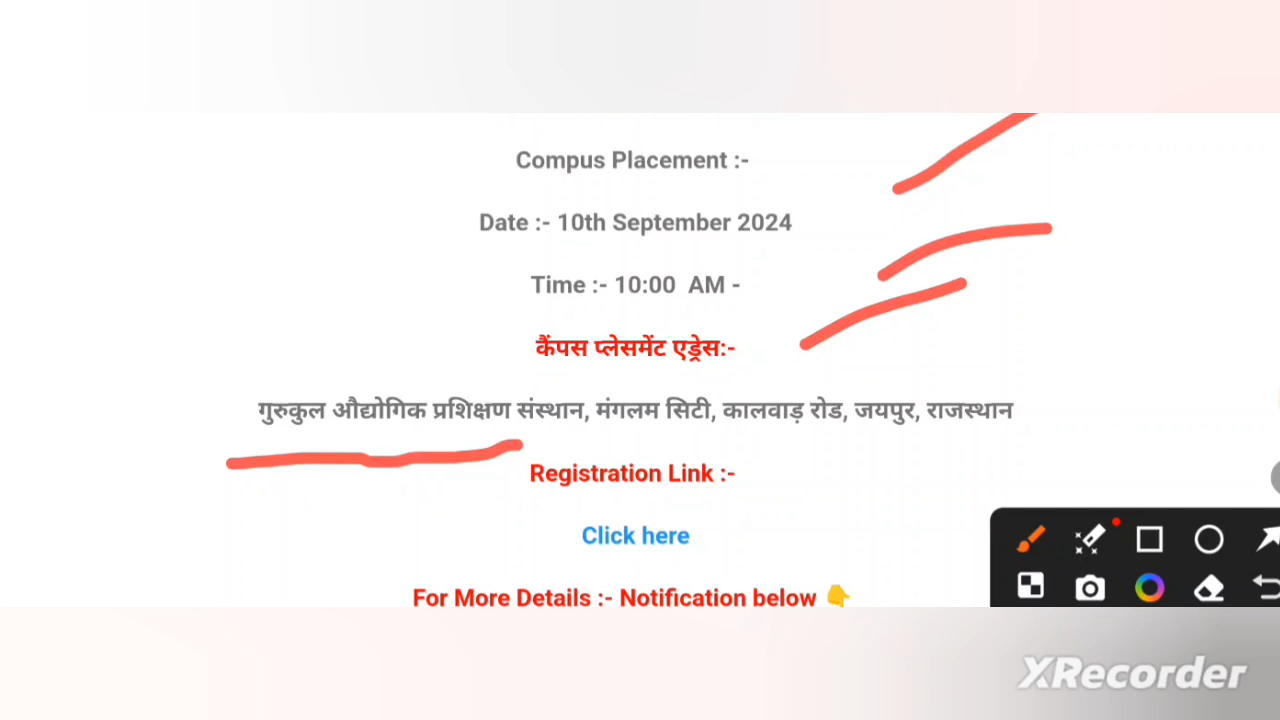 Compus Placement :-
Date :- 10th September 2024
Time :- 10:00 AM -
कैंपस प्लेसमेंट एड्रेस:-
गुरुकुल औद्योगिक प्रशिक्षण संस्थान, मंगलम सिटी, कालवाड़ रोड, जयपुर, राजस्थान
Registration Link :-
Click here
For More Details :- Notification below 👇
XRecorder